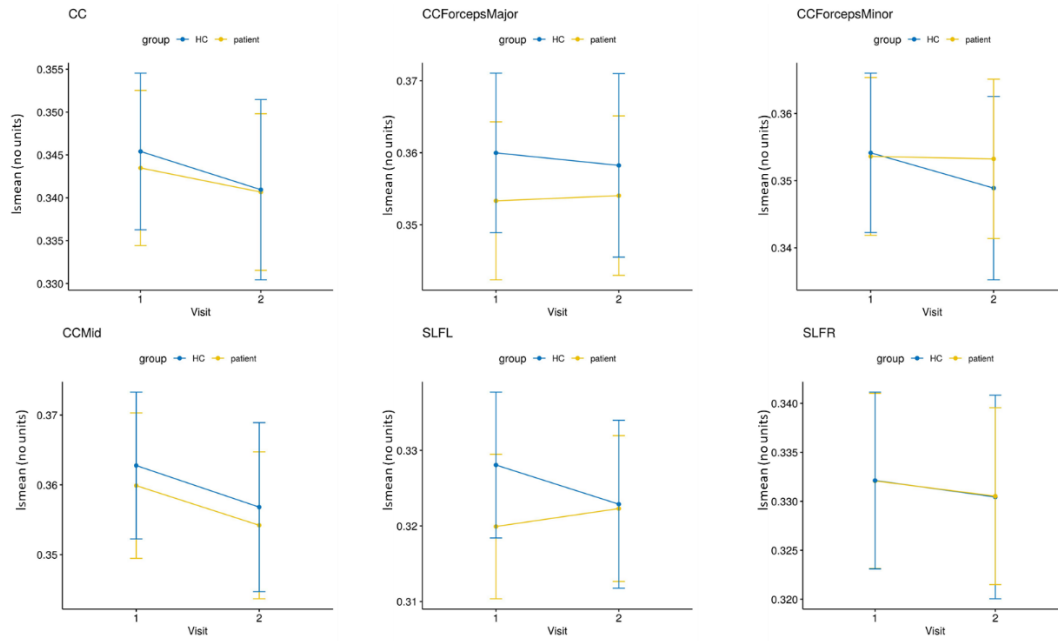 CC
group HC patient
lsmean (no units)
0.355
0.350
0.345
0.340
0.335
0.330
1 2
Visit
CCForcepsMajor
group HC patient
lsmean (no units)
0.37
0.36
0.35
1 2
Visit
CCForcepsMinor
group HC patient
lsmean (no units)
0.36
0.35
0.34
1 2
Visit
CCMid
group HC patient
lsmean (no units)
0.37
0.36
0.35
1 2
Visit
SLFL
group HC patient
lsmean (no units)
0.33
0.32
0.31
1 2
Visit
SLFR
group HC patient
lsmean (no units)
0.340
0.335
0.330
0.325
0.320
1 2
Visit